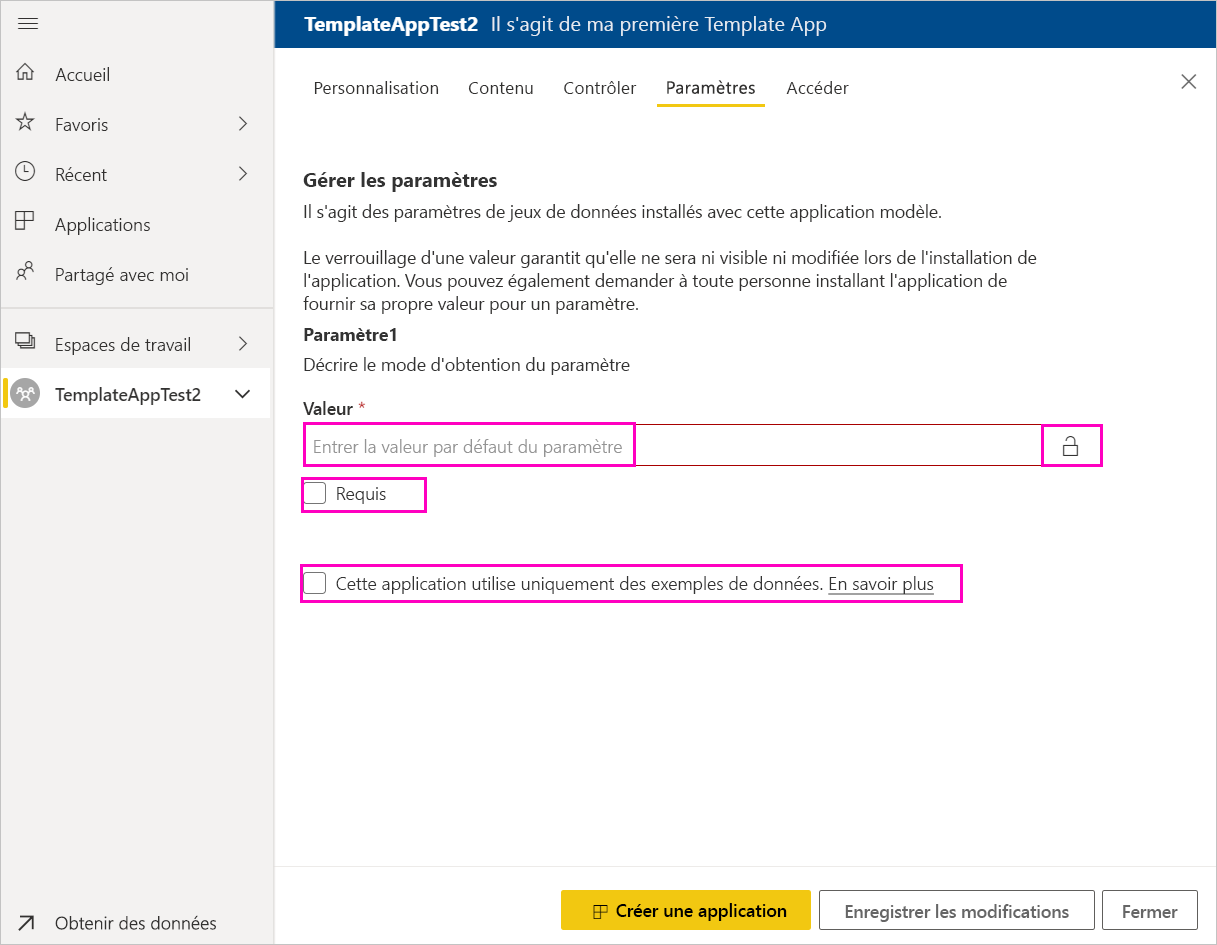 TemplateAppTest2 Il s'agit de ma première Template App
Accueil
Favoris
Récent
Applications
Partagé avec moi
Espaces de travail
TemplateAppTest2
Obtenir des données
Personnalisation Contenu Contrôler Paramètres Accéder
Gérer les paramètres
Il s'agit des paramètres de jeux de données installés avec cette application modèle.
Le verrouillage d'une valeur garantit qu'elle ne sera ni visible ni modifiée lors de l'installation de
l'application. Vous pouvez également demander à toute personne installant l'application de
fournir sa propre valeur pour un paramètre.
Paramètre1
Décrire le mode d'obtention du paramètre
Valeur *
Entrer la valeur par défaut du paramètre
Requis
Cette application utilise uniquement des exemples de données. En savoir plus
Créer une application Enregistrer les modifications Fermer